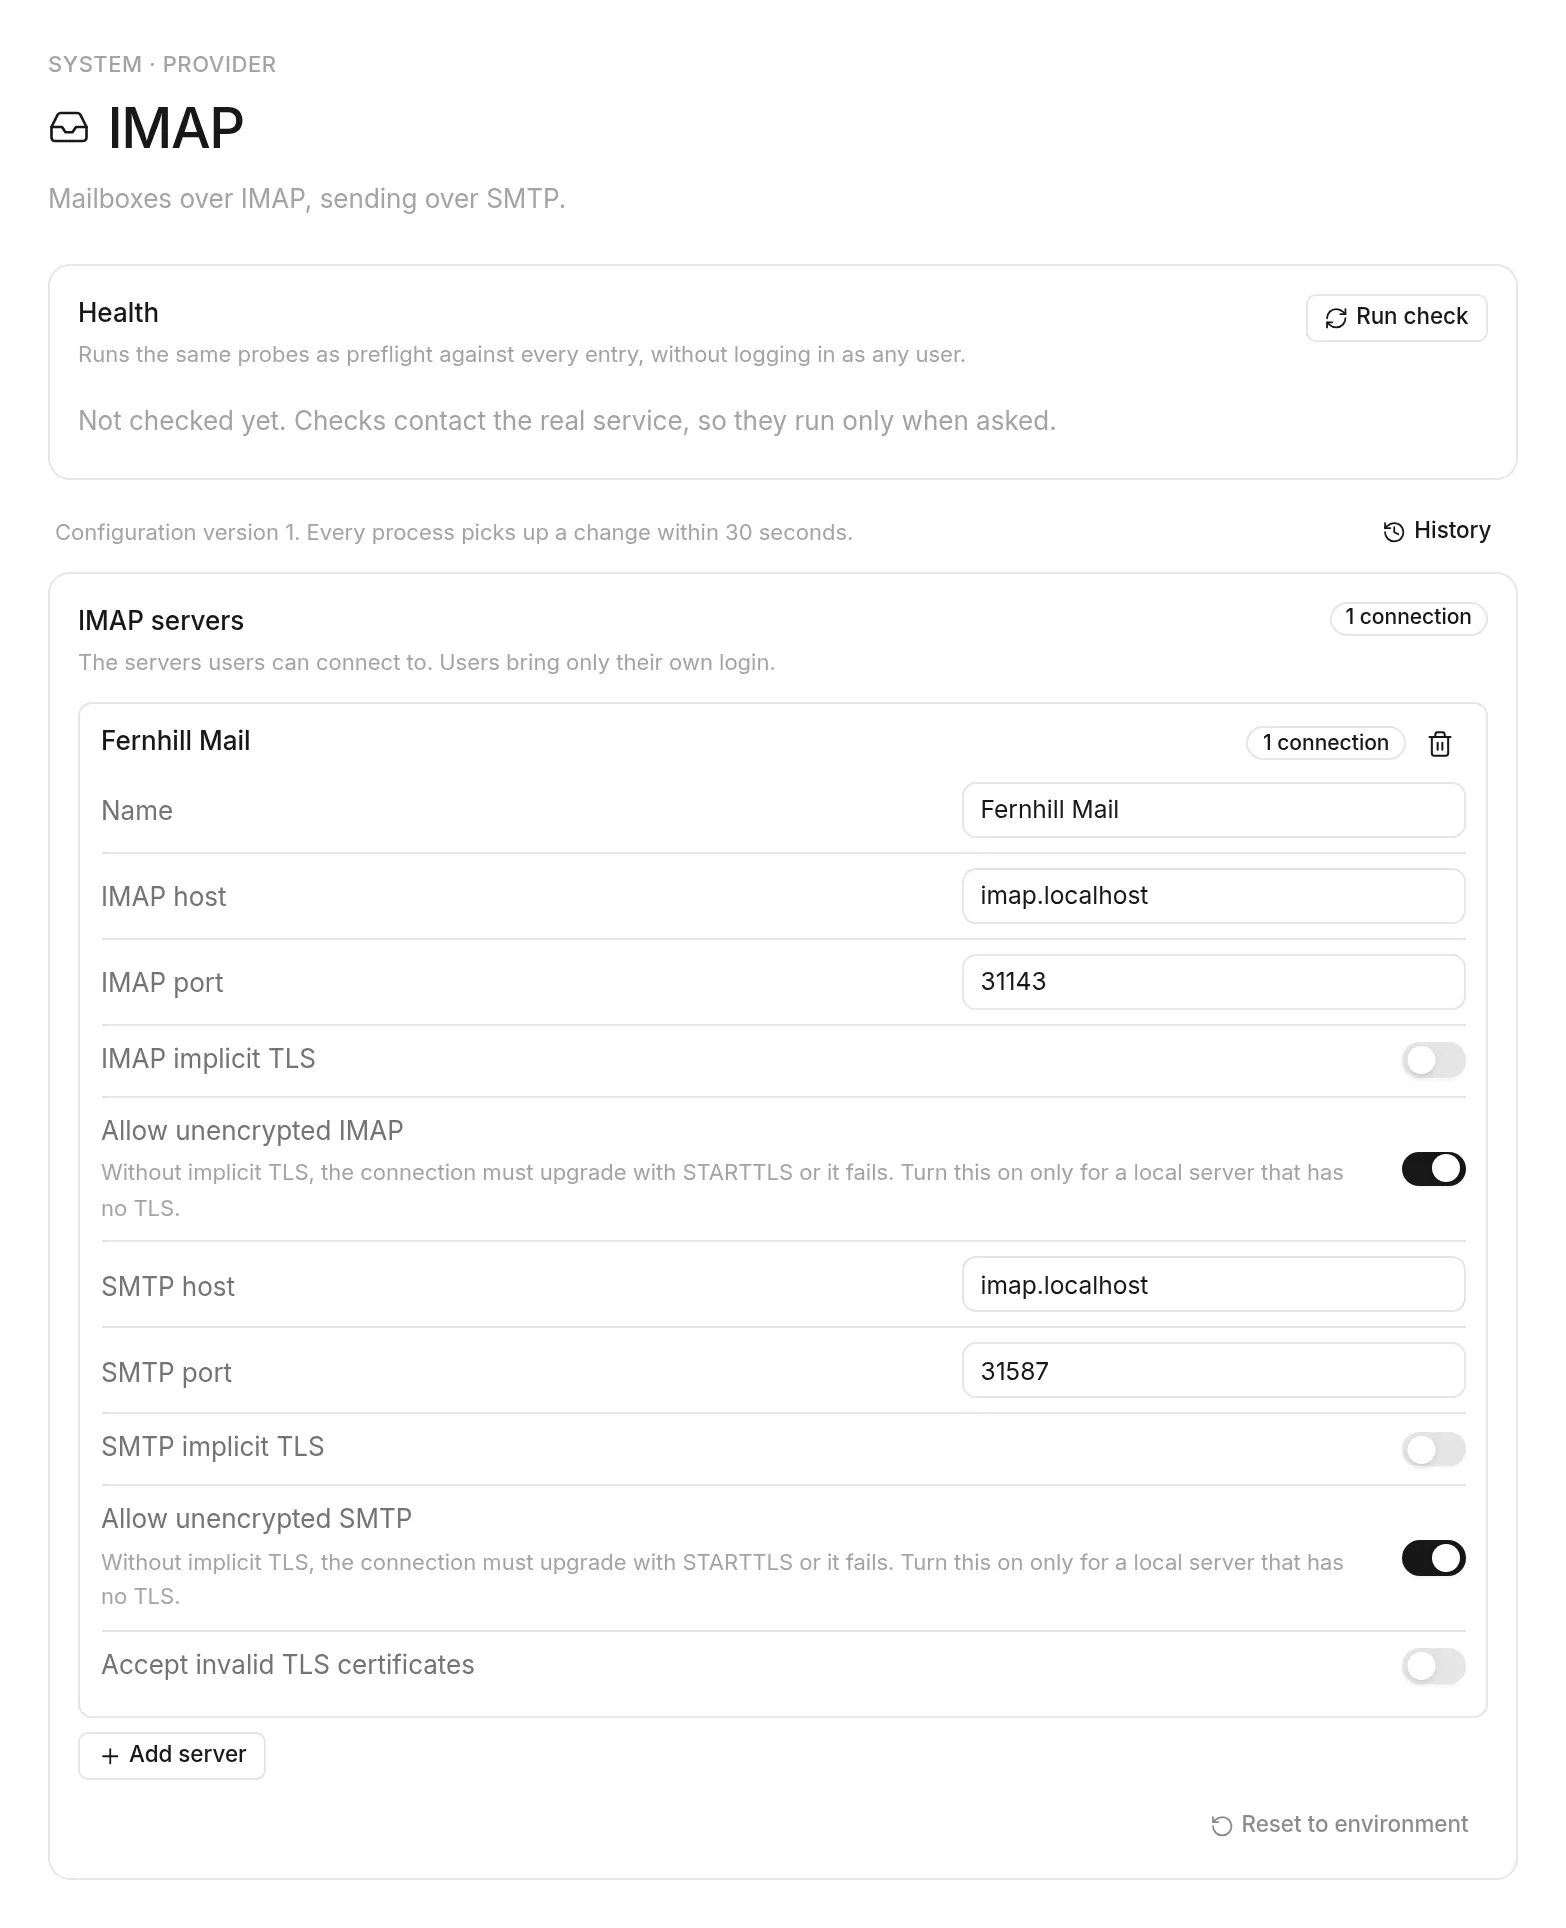 SYSTEM · PROVIDER
IMAP
Mailboxes over IMAP, sending over SMTP.
Health
Run check
Runs the same probes as preflight against every entry, without logging in as any user.
Not checked yet. Checks contact the real service, so they run only when asked.
Configuration version 1. Every process picks up a change within 30 seconds.
History
IMAP servers
1 connection
The servers users can connect to. Users bring only their own login.
Fernhill Mail
1 connection
Name
Fernhill Mail
IMAP host
imap.localhost
IMAP port
31143
IMAP implicit TLS
Allow unencrypted IMAP
Without implicit TLS, the connection must upgrade with STARTTLS or it fails. Turn this on only for a local server that has
no TLS.
SMTP host
imap.localhost
SMTP port
31587
SMTP implicit TLS
Allow unencrypted SMTP
Without implicit TLS, the connection must upgrade with STARTTLS or it fails. Turn this on only for a local server that has
no TLS.
Accept invalid TLS certificates
Add server
Reset to environment